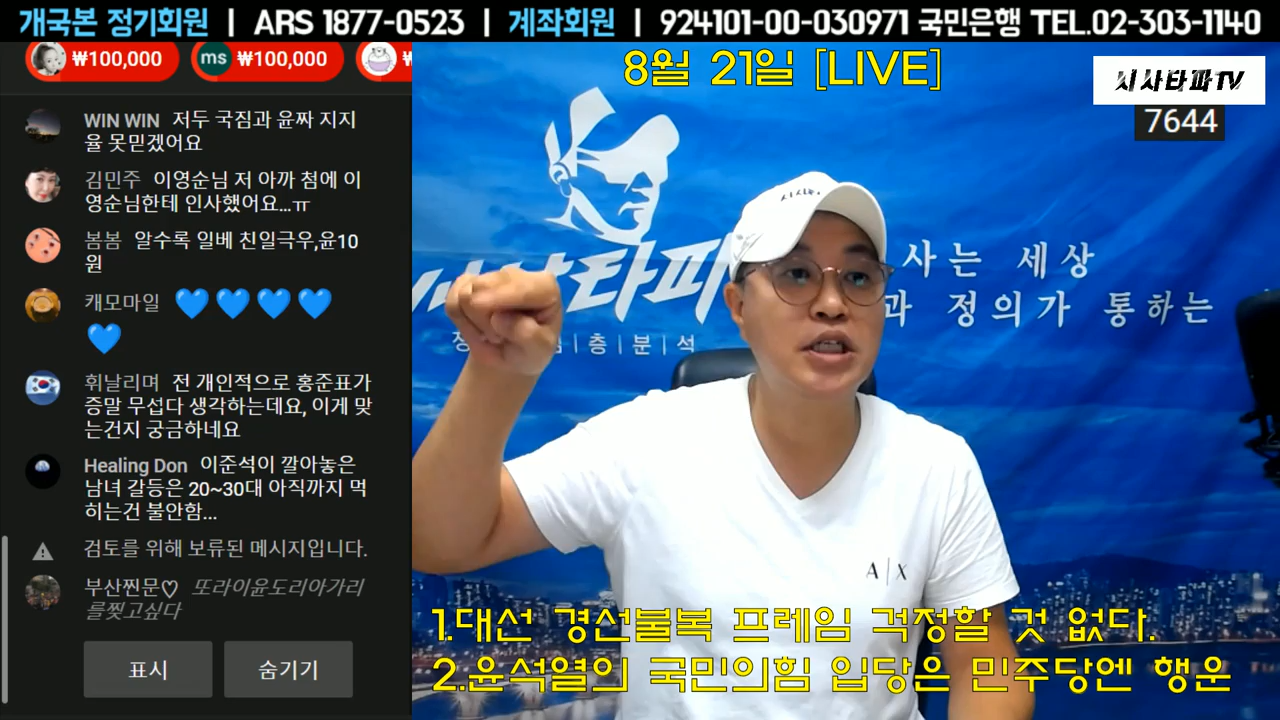 개국본 정기회원 | ARS 1877-0523 | 계좌회원 | 924101-00-030971 국민은행 TEL.02-303-1140
₩100,000
ms ₩100,000
₩
WIN WIN 저두 국짐과 윤짜 지지
율 못믿겠어요
김민주 이영순님 저 아까 첨에 이
영순님한테 인사했어요...ㅠ
봄봄 알수록 일베 친일극우,윤10
원
캐모마일 💙💙💙💙
💙
휘날리며 전 개인적으로 홍준표가
증말 무섭다 생각하는데요, 이게 맞
는건지 궁금하네요
Healing Don 이준석이 깔아놓은
남녀 갈등은 20~30대 아직까지 먹
히는건 불안함...
검토를 위해 보류된 메시지입니다.
부산찐문♡ 또라이윤도리아가리
를찢고싶다
표시
숨기기
8월 21일 [LIVE]
시사타파TV
7644
타파
층|분|석
사는 세상
과 정의가 통하는
A|X
1.대선 경선불복 프레임 걱정할 것 없다.
2.윤석열의 국민의힘 입당은 민주당엔 행운